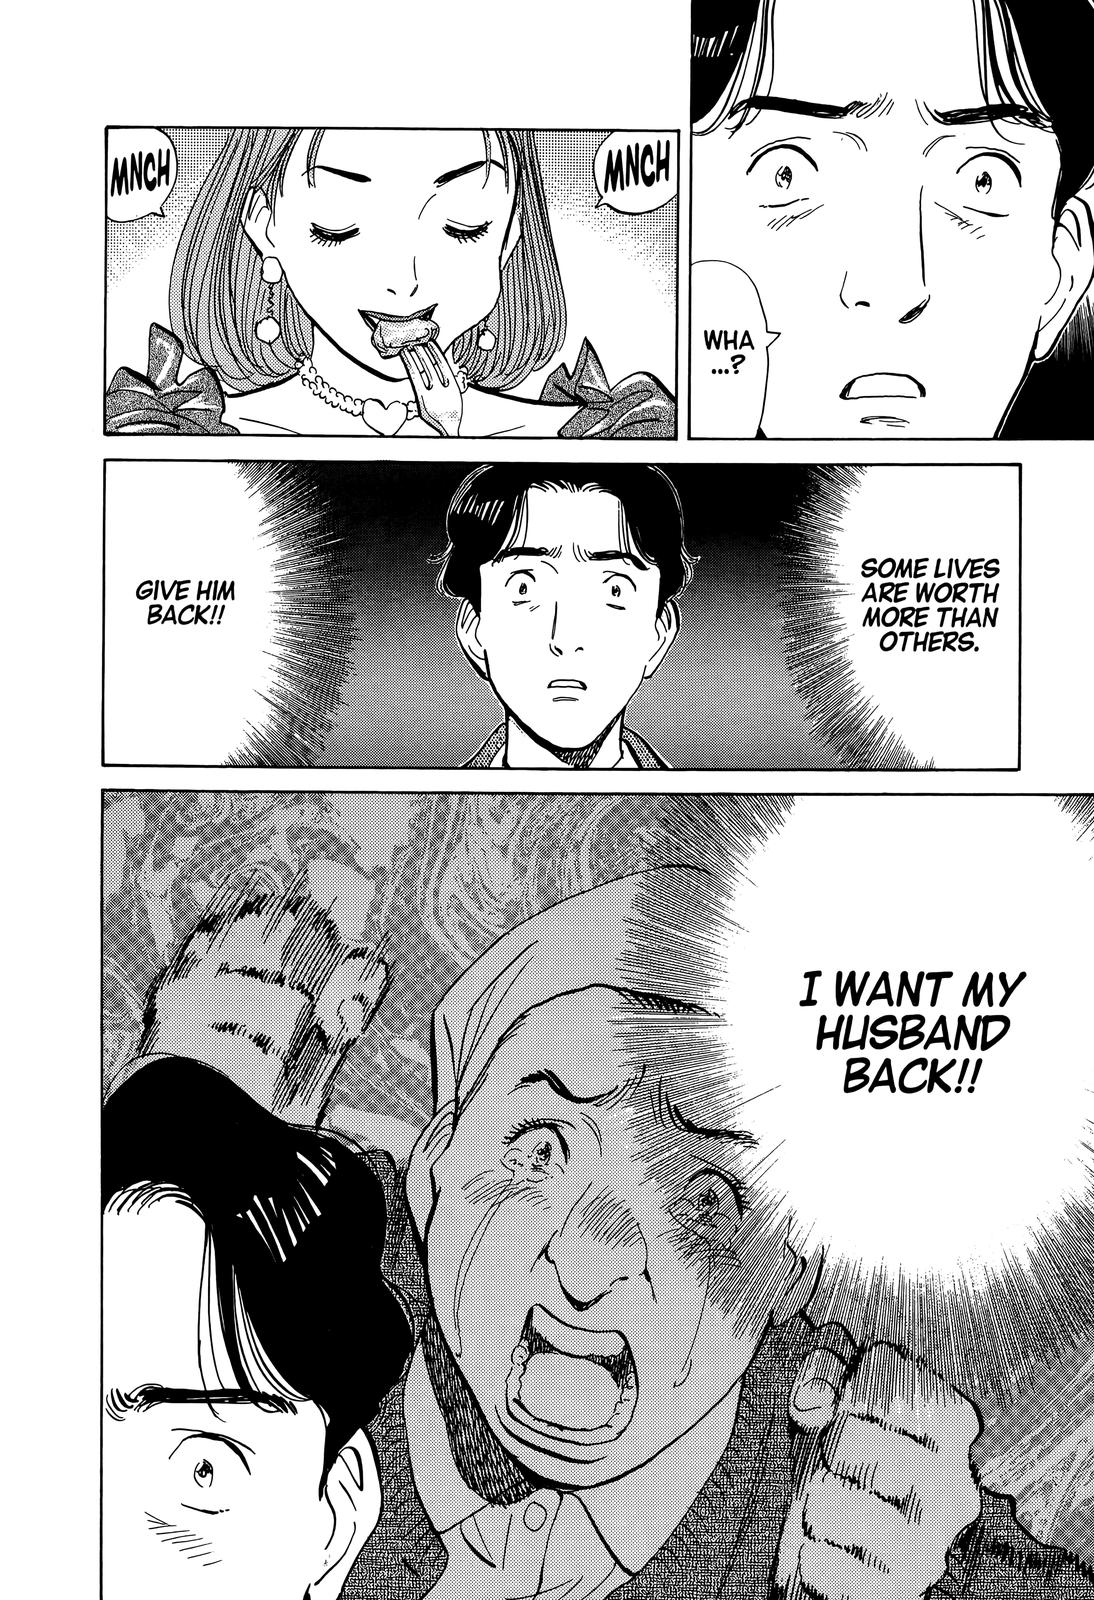 WHA
...?
MNCH
MNCH
SOME LIVES
ARE WORTH
MORE THAN
OTHERS.
GIVE HIM
BACK!!
I WANT MY
HUSBAND
BACK!!